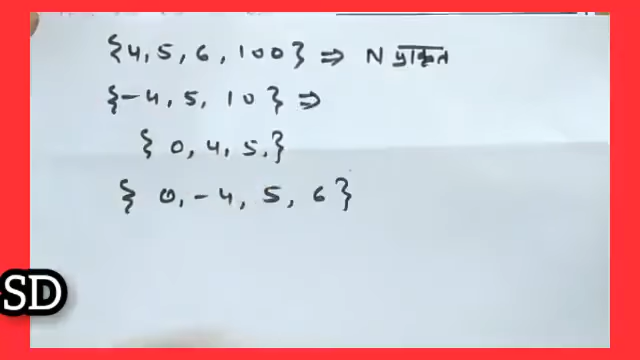 {4, 5, 6, 100} ⇒ N प्राकृत
{-4, 5, 10} ⇒
{ 0, 4, 5.}
{ 0, -4, 5, 6}
SD